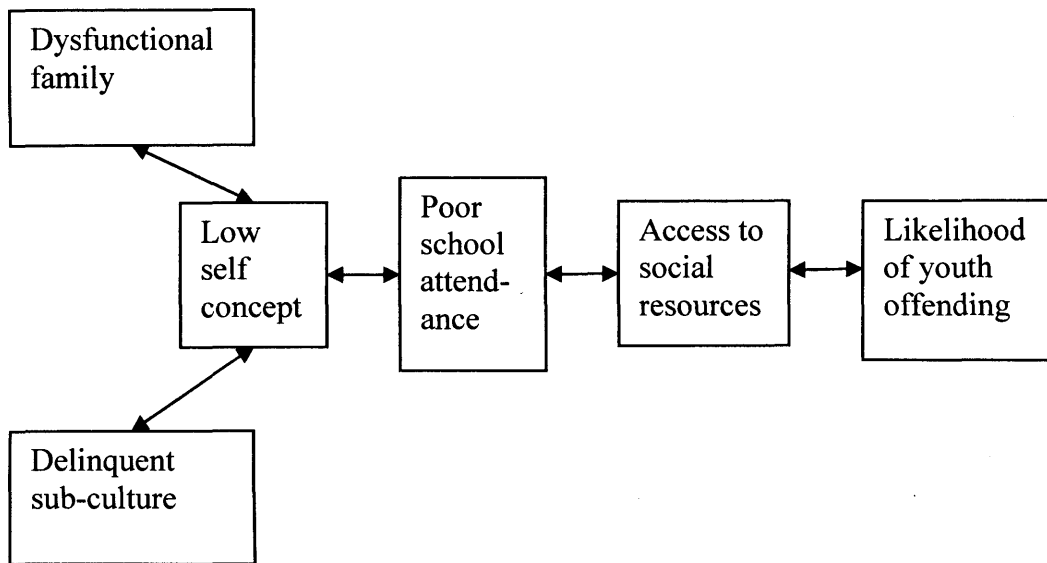 Dysfunctional
family
Low
self
concept
Poor
school
attend-
ance
Access to
social
resources
Likelihood
of youth
offending
Delinquent
sub-culture